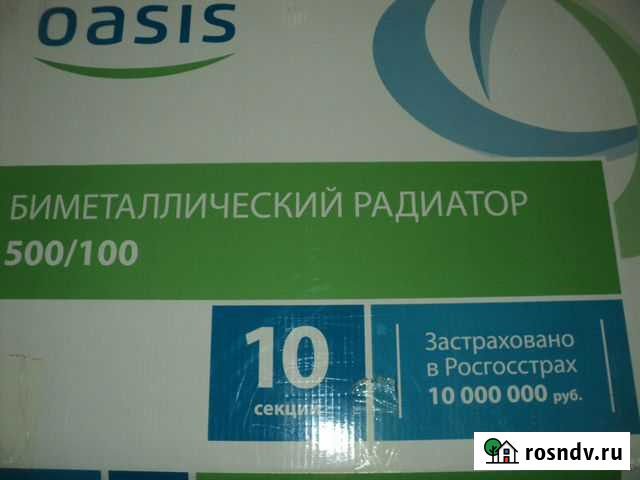 oasis
БИМЕТАЛЛИЧЕСКИЙ РАДИАТОР
500/100
10
секций
Застраховано
в Росгосстрах
10 000 000 руб.
rosndv.ru